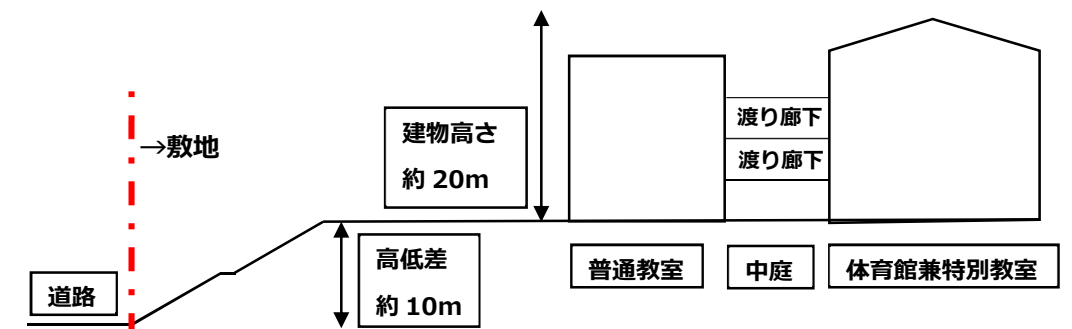 →敷地
建物高さ
約 20m
渡り廊下
渡り廊下
道路
高低差
約 10m
普通教室
中庭
体育館兼特別教室